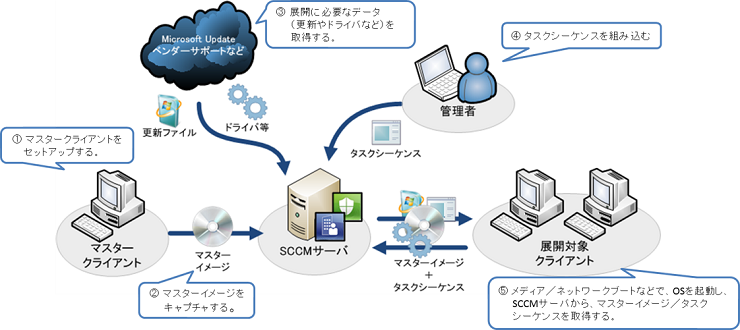 ③ 展開に必要なデータ
（更新やドライバなど）を
取得する。
Microsoft Update
ベンダーサポートなど
④ タスクシーケンスを組み込む
更新ファイル
ドライバ等
管理者
タスクシーケンス
① マスタークライアントを
セットアップする。
マスター
クライアント
マスター
イメージ
SCCMサーバ
マスターイメージ
＋
タスクシーケンス
展開対象
クライアント
② マスターイメージを
キャプチャする。
⑤ メディア／ネットワークブートなどで、OSを起動し、
SCCMサーバから、マスターイメージ／タスク
シーケンスを取得する。